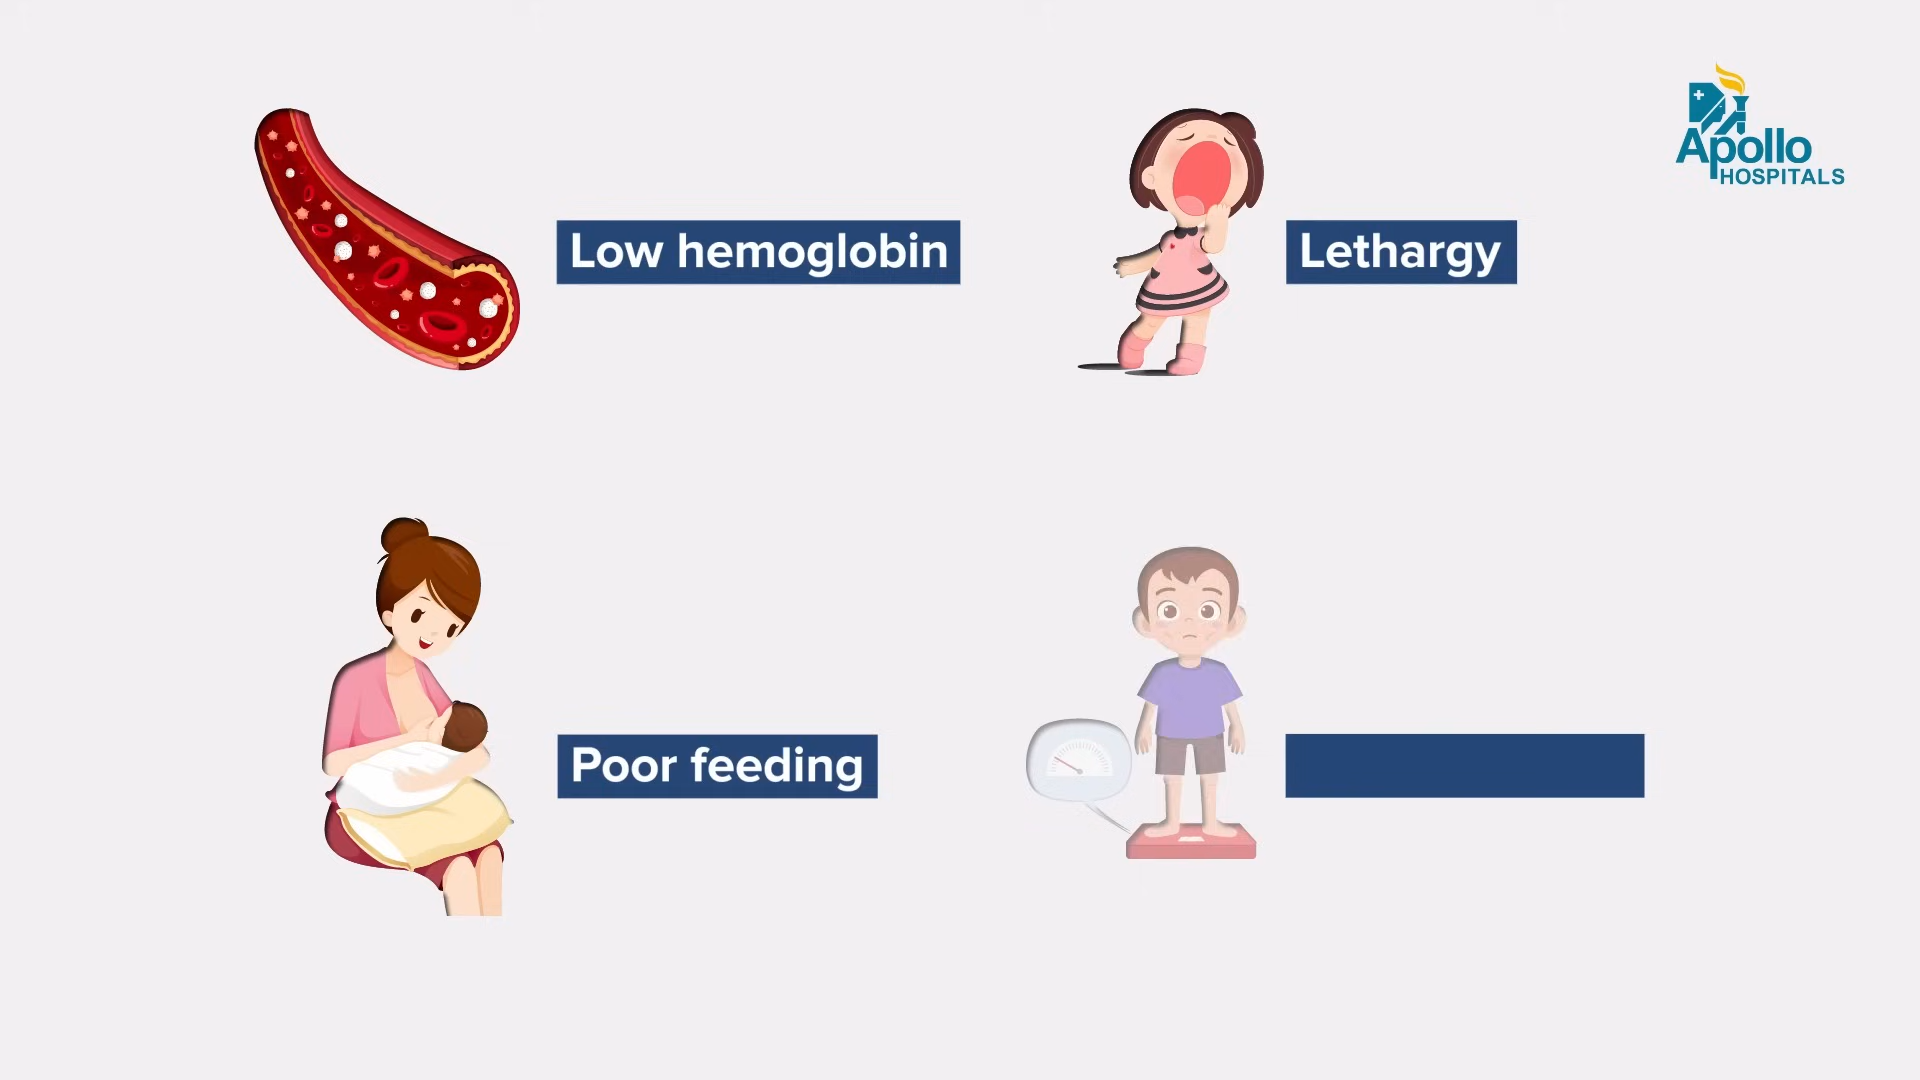 Apollo
HOSPITALS
Low hemoglobin
Lethargy
Poor feeding